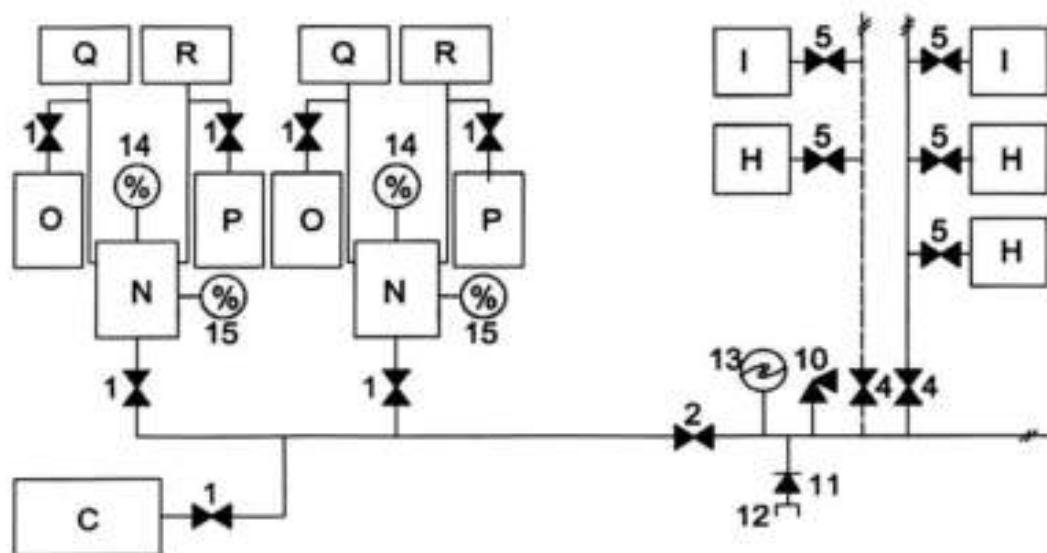 Q R Q R
I 5 5 I
1 1 1 1
14 14
% %
H 5 5 H
O P O P
5 H
N % N %
15 15
1 1
13 10 4 4
2
11
12
C 1